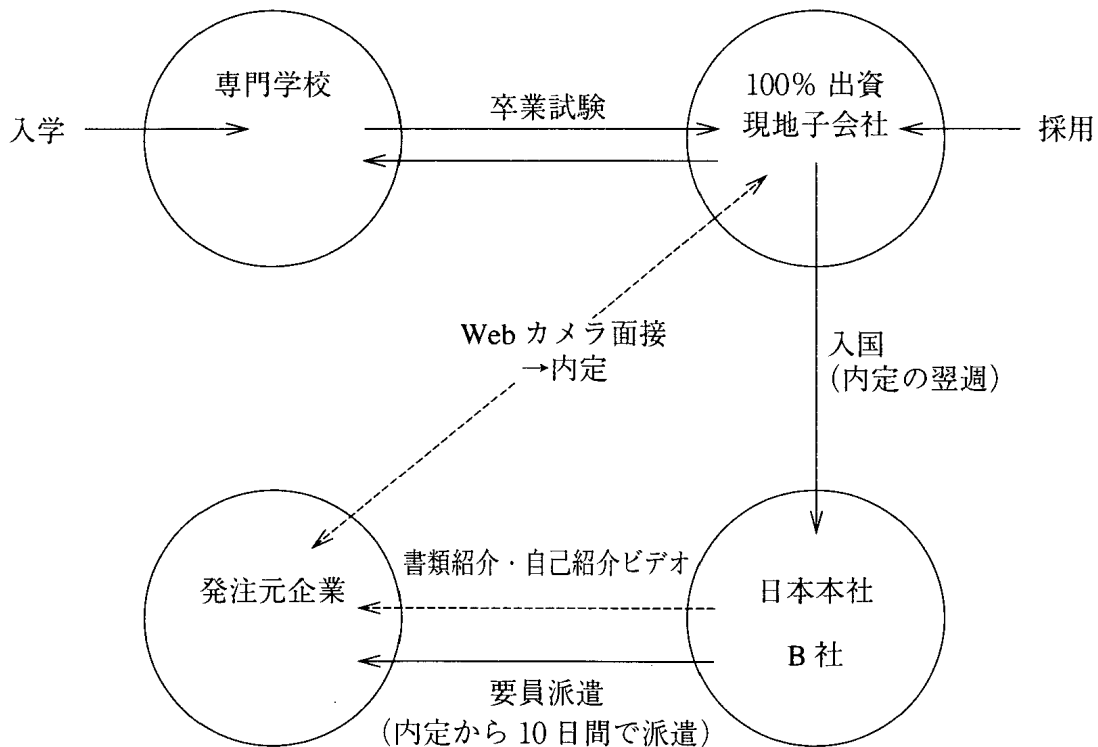 専門学校
100% 出資
現地子会社
入学
卒業試験
採用
Web カメラ面接
→内定
入国
(内定の翌週)
書類紹介・自己紹介ビデオ
発注元企業
日本本社
B 社
要員派遣
(内定から 10 日間で派遣)